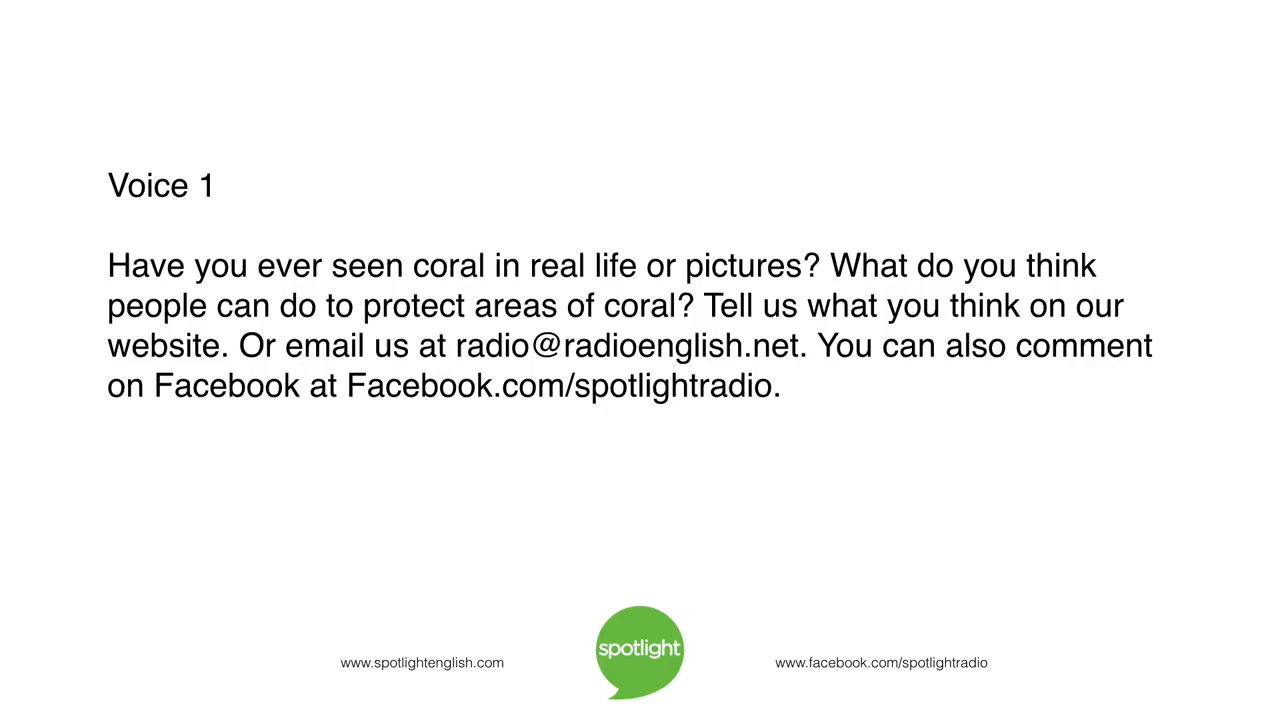 Voice 1
Have you ever seen coral in real life or pictures? What do you think
people can do to protect areas of coral? Tell us what you think on our
website. Or email us at radio@radioenglish.net. You can also comment
on Facebook at Facebook.com/spotlightradio.
www.spotlightenglish.com
spotlight
www.facebook.com/spotlightradio